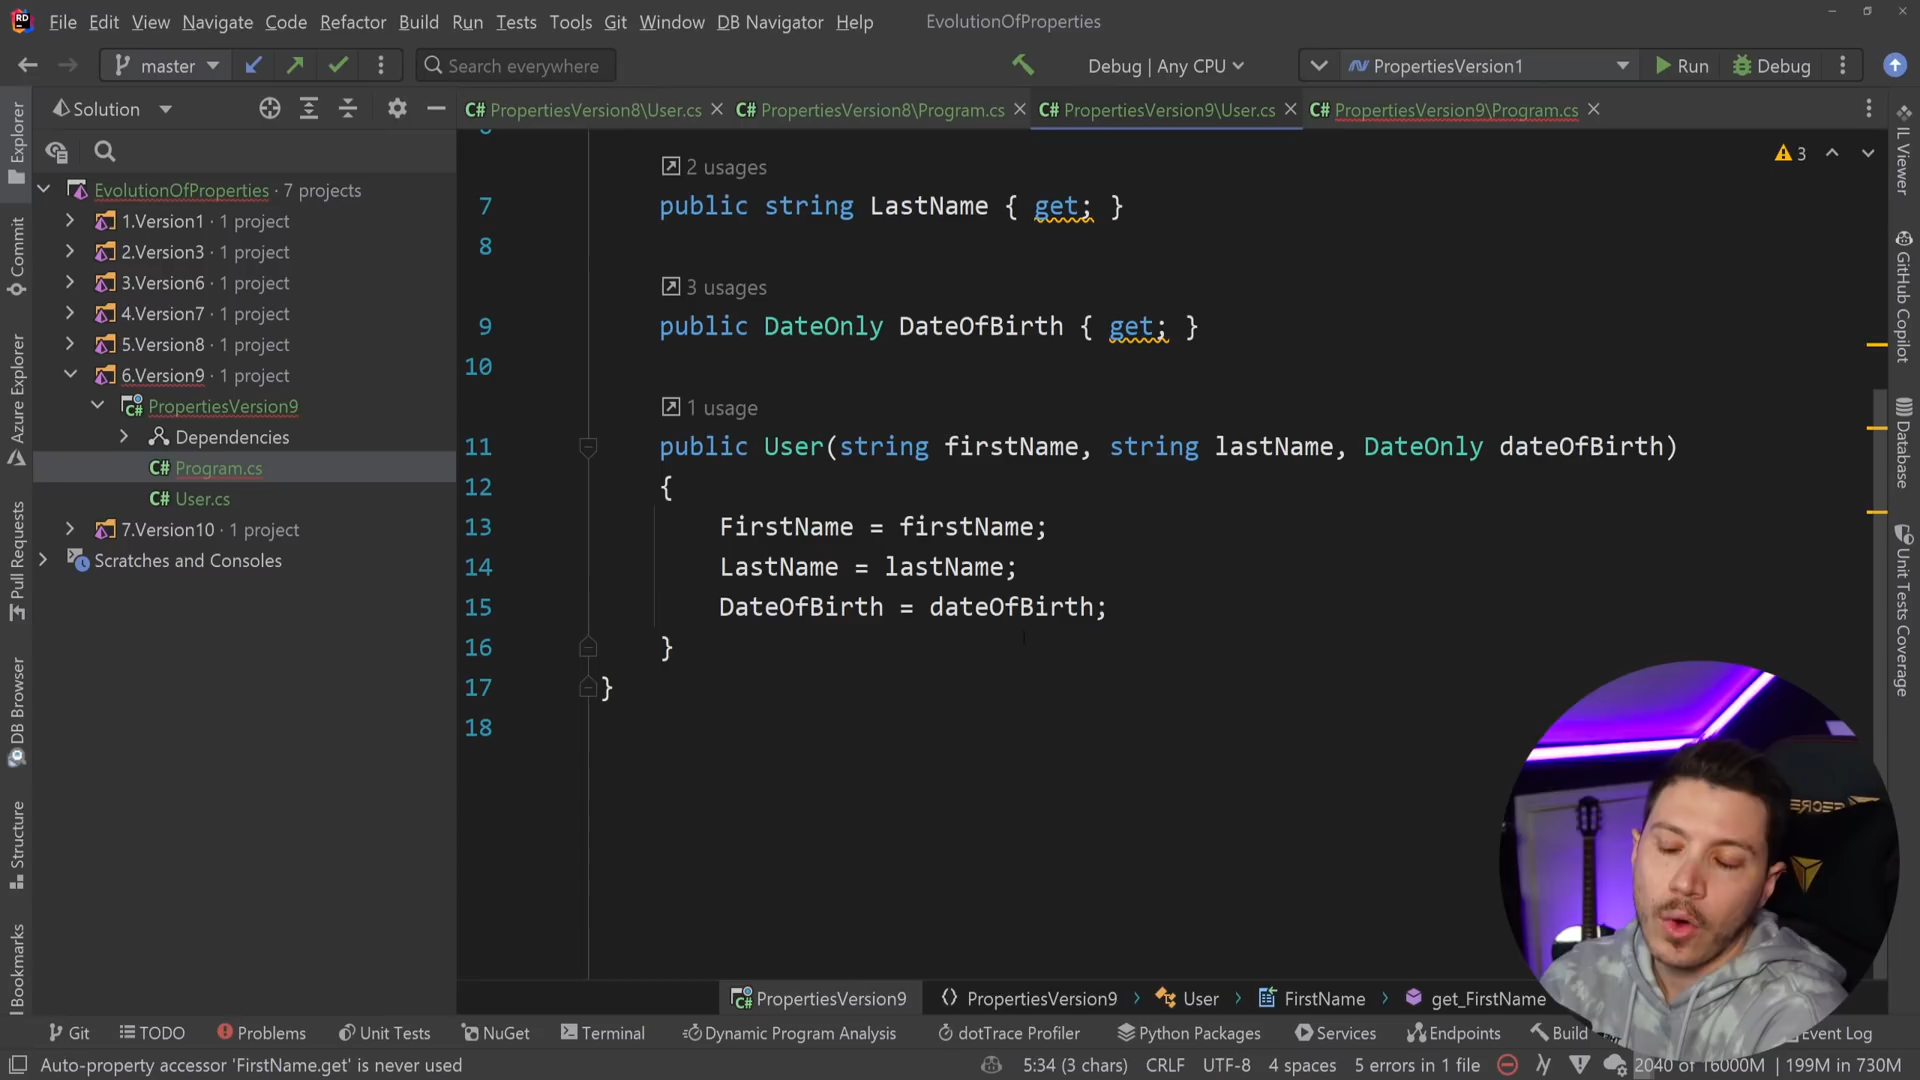 File Edit View Navigate Code Refactor Build Run Tests Tools Git Window DB Navigator Help EvolutionOfProperties
master Search everywhere Debug | Any CPU PropertiesVersion1 Run Debug
Solution C# PropertiesVersion8\User.cs C# PropertiesVersion8\Program.cs C# PropertiesVersion9\User.cs C# PropertiesVersion9\Program.cs
EvolutionOfProperties · 7 projects
1.Version1 · 1 project
2.Version3 · 1 project
3.Version6 · 1 project
4.Version7 · 1 project
5.Version8 · 1 project
6.Version9 · 1 project
PropertiesVersion9
Dependencies
C# Program.cs
C# User.cs
7.Version10 · 1 project
Scratches and Consoles
Explorer
Commit
Azure Explorer
Pull Requests
DB Browser
Structure
Bookmarks
3
2 usages
7 public string LastName { get; }
8
3 usages
9 public DateOnly DateOfBirth { get; }
10
1 usage
11 public User(string firstName, string lastName, DateOnly dateOfBirth)
12 {
13 FirstName = firstName;
14 LastName = lastName;
15 DateOfBirth = dateOfBirth;
16 }
17 }
18
IL Viewer
GitHub Copilot
Database
Unit Tests Coverage
PropertiesVersion9 PropertiesVersion9 User FirstName get_FirstName
Git TODO Problems Unit Tests NuGet Terminal Dynamic Program Analysis dotTrace Profiler Python Packages Services Endpoints Build Event Log
Auto-property accessor 'FirstName.get' is never used 5:34 (3 chars) CRLF UTF-8 4 spaces 5 errors in 1 file 2040 of 16000M 199M in 730M